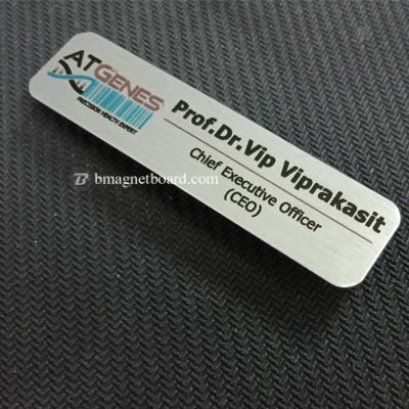 ATGENES
PRECISION HEALTH EXPERT
Prof.Dr.Vip Viprakasit
Chief Executive Officer
(CEO)
bmagnetboard.com